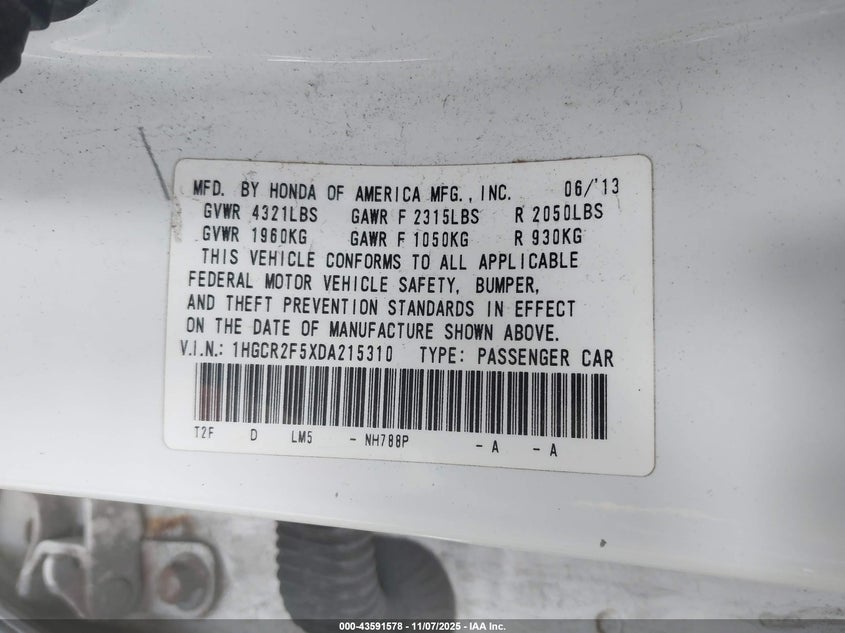 MFD. BY HONDA OF AMERICA MFG., INC. 06/'13
GVWR 4321LBS GAWR F 2315LBS R 2050LBS
GVWR 1960KG GAWR F 1050KG R 930KG
THIS VEHICLE CONFORMS TO ALL APPLICABLE
FEDERAL MOTOR VEHICLE SAFETY, BUMPER,
AND THEFT PREVENTION STANDARDS IN EFFECT
ON THE DATE OF MANUFACTURE SHOWN ABOVE.
V.I.N.: 1HGCR2F5XDA215310 TYPE: PASSENGER CAR
T2F D LM5 - NH788P - A - A
000-43591578 | 11/07/2025 | IAA Inc.